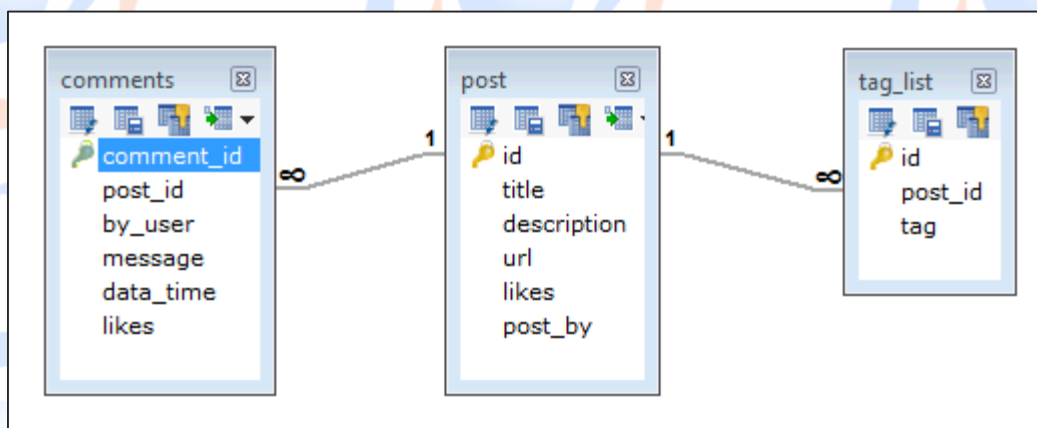 comments
comment_id
post_id
by_user
message
data_time
likes
∞
1
post
id
title
description
url
likes
post_by
1
∞
tag_list
id
post_id
tag